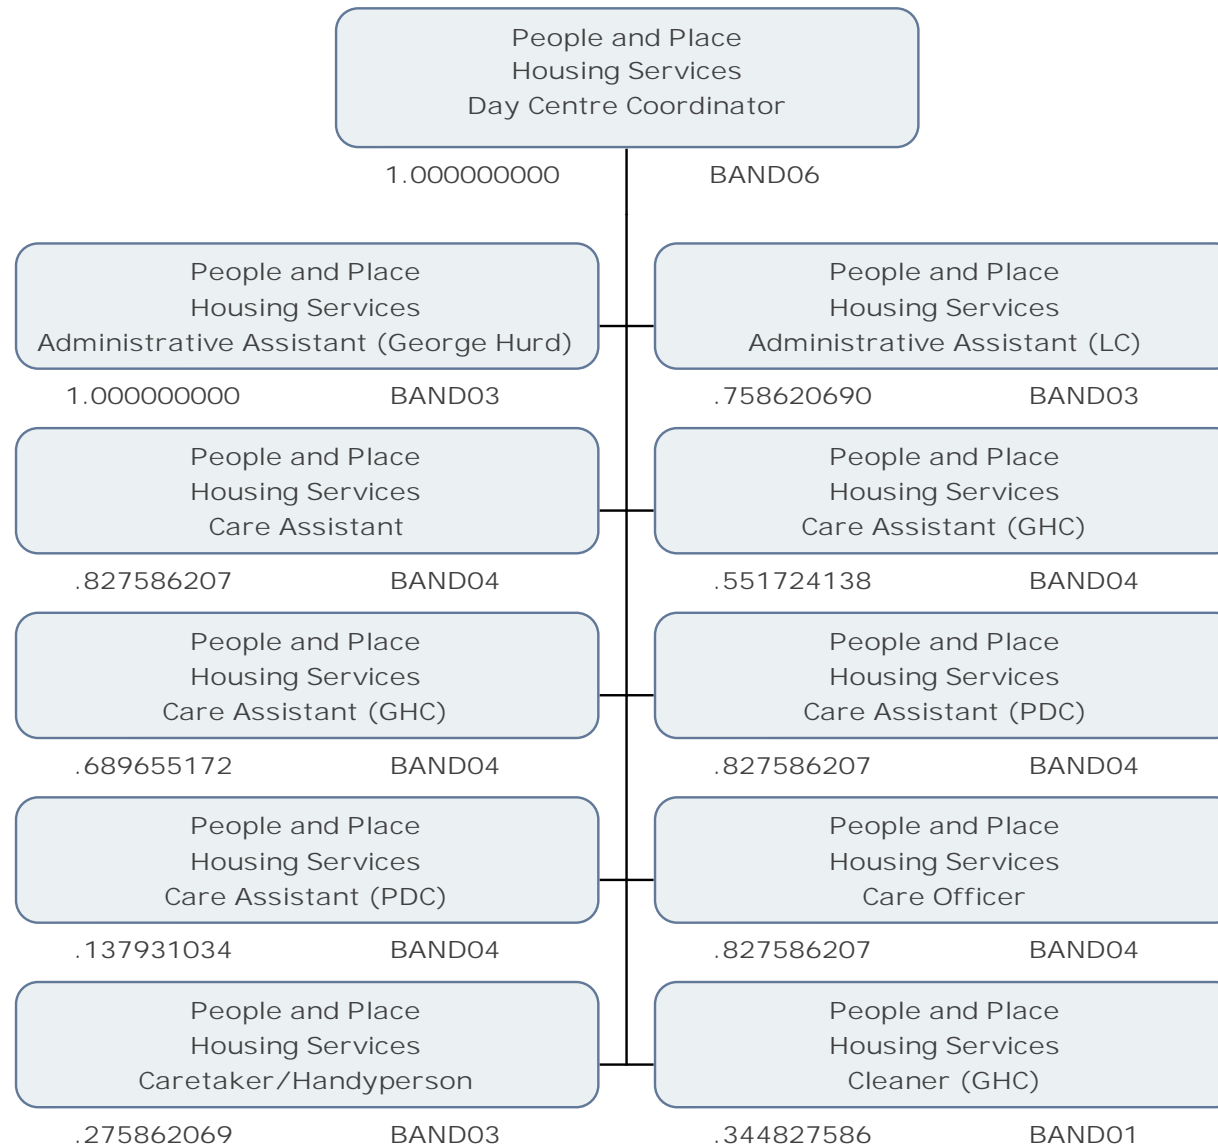 People and Place
Housing Services
Day Centre Coordinator
1.000000000 BAND06
People and Place
Housing Services
Administrative Assistant (George Hurd)
1.000000000 BAND03
People and Place
Housing Services
Administrative Assistant (LC)
.758620690 BAND03
People and Place
Housing Services
Care Assistant
.827586207 BAND04
People and Place
Housing Services
Care Assistant (GHC)
.551724138 BAND04
People and Place
Housing Services
Care Assistant (GHC)
.689655172 BAND04
People and Place
Housing Services
Care Assistant (PDC)
.827586207 BAND04
People and Place
Housing Services
Care Assistant (PDC)
.137931034 BAND04
People and Place
Housing Services
Care Officer
.827586207 BAND04
People and Place
Housing Services
Caretaker/Handyperson
.275862069 BAND03
People and Place
Housing Services
Cleaner (GHC)
.344827586 BAND01